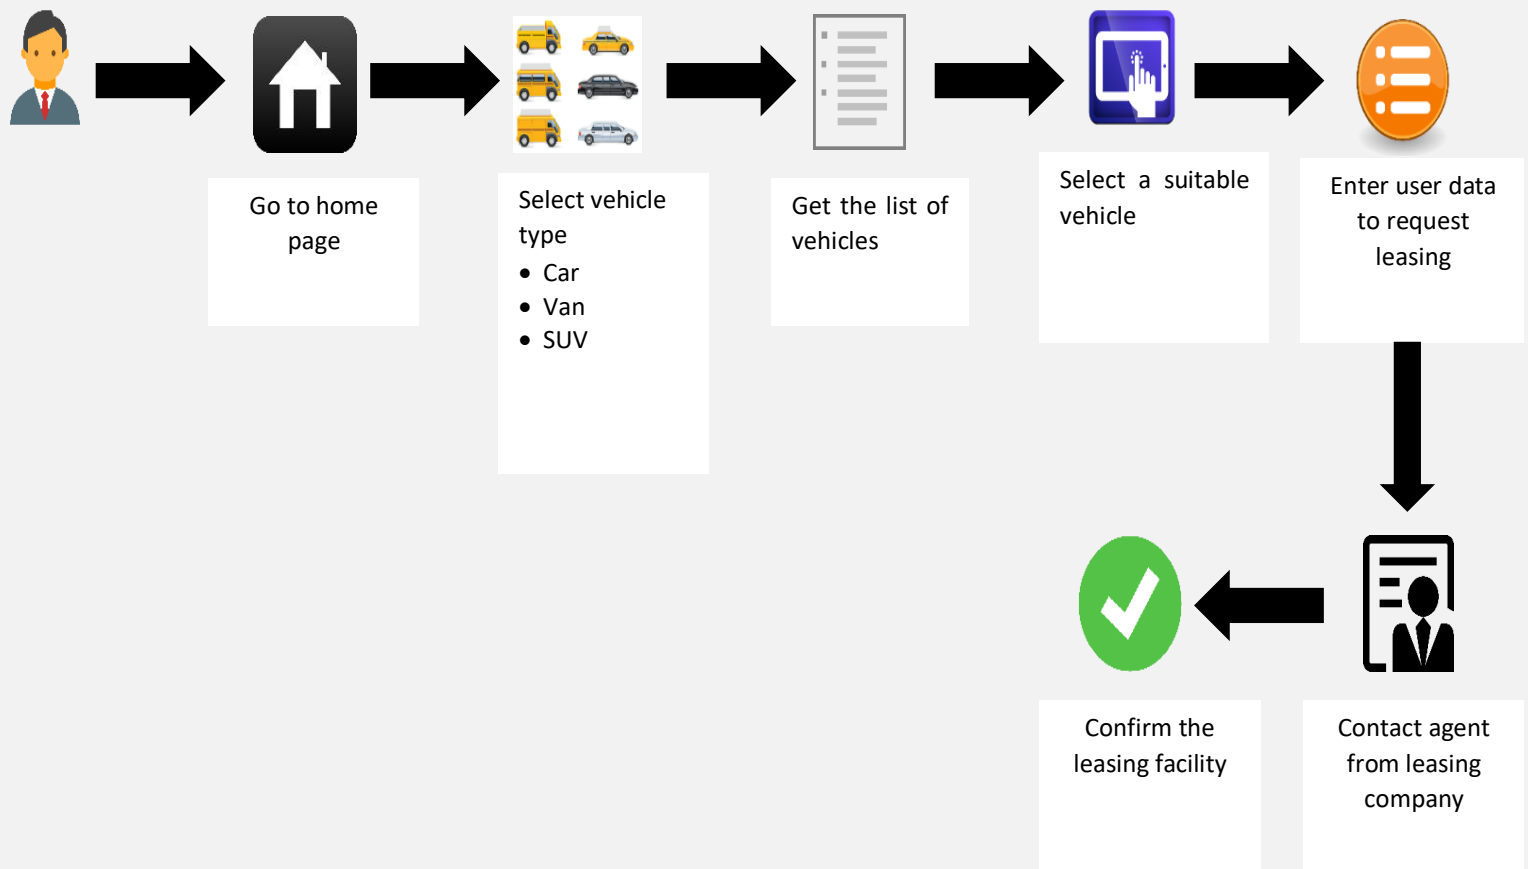 Go to home
page
Select vehicle
type
• Car
• Van
• SUV
Get the list of
vehicles
Select a suitable
vehicle
Enter user data
to request
leasing
Confirm the
leasing facility
Contact agent
from leasing
company